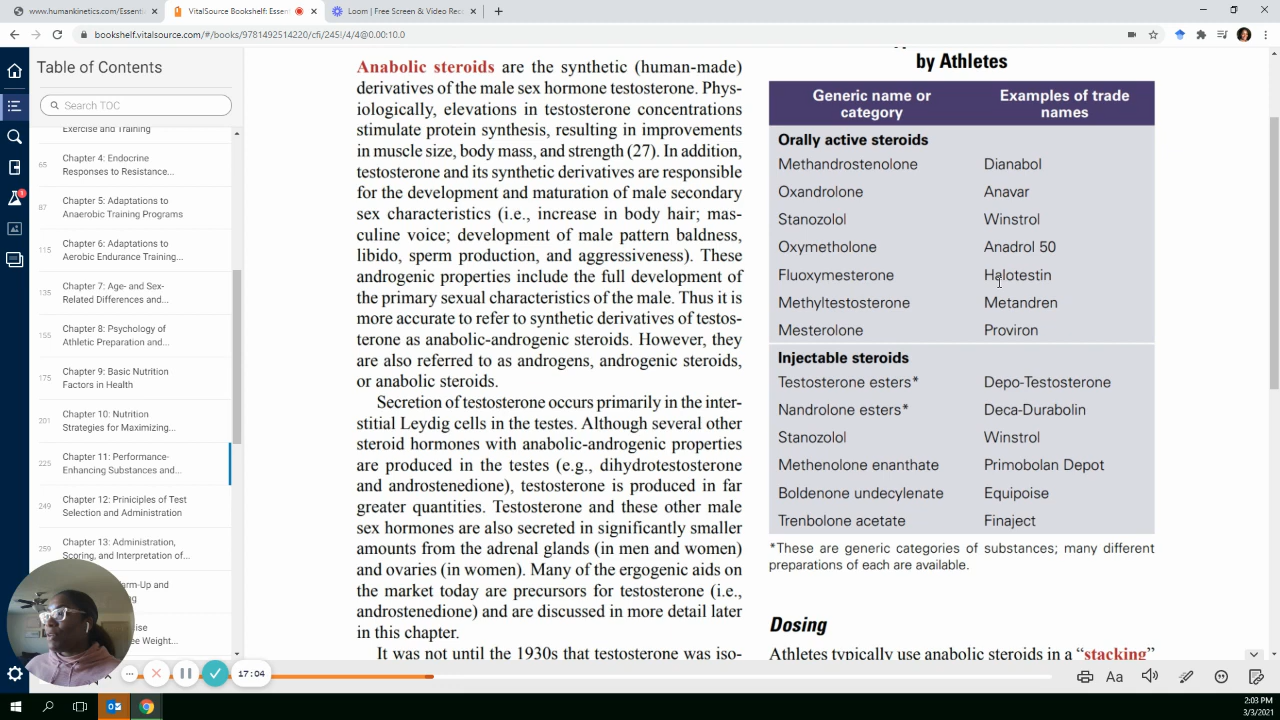 www.humankinetics.com/Essenti
VitalSource Bookshelf: Essen
Loom | Free Screen & Video Rec
bookshelf.vitalsource.com/#/books/9781492514220/cfi/245!/4/4@0.00:10.0
Table of Contents
Search TOC
Exercise and Training
65
Chapter 4: Endocrine
Responses to Resistance...
87
Chapter 5: Adaptations to
Anaerobic Training Programs
115
Chapter 6: Adaptations to
Aerobic Endurance Training...
135
Chapter 7: Age- and Sex-
Related Differences and...
155
Chapter 8: Psychology of
Athletic Preparation and...
175
Chapter 9: Basic Nutrition
Factors in Health
201
Chapter 10: Nutrition
Strategies for Maximizing...
225
Chapter 11: Performance-
Enhancing Substances and...
249
Chapter 12: Priniciples of Test
Selection and Administration
259
Chapter 13: Administration,
Scoring, and Interpretation of...
Weight...
Anabolic steroids are the synthetic (human-made)
derivatives of the male sex hormone testosterone. Phys-
iologically, elevations in testosterone concentrations
stimulate protein synthesis, resulting in improvements
in muscle size, body mass, and strength (27). In addition,
testosterone and its synthetic derivatives are responsible
for the development and maturation of male secondary
sex characteristics (i.e., increase in body hair; mas-
culine voice; development of male pattern baldness,
libido, sperm production, and aggressiveness). These
androgenic properties include the full development of
the primary sexual characteristics of the male. Thus it is
more accurate to refer to synthetic derivatives of testos-
terone as anabolic-androgenic steroids. However, they
are also referred to as androgens, androgenic steroids,
or anabolic steroids.
Secretion of testosterone occurs primarily in the inter-
stitial Leydig cells in the testes. Although several other
steroid hormones with anabolic-androgenic properties
are produced in the testes (e.g., dihydrotestosterone
and androstenedione), testosterone is produced in far
greater quantities. Testosterone and these other male
sex hormones are also secreted in significantly smaller
amounts from the adrenal glands (in men and women)
and ovaries (in women). Many of the ergogenic aids on
the market today are precursors for testosterone (i.e.,
androstenedione) and are discussed in more detail later
in this chapter.
It was not until the 1930s that testosterone was iso-
by Athletes
Generic name or category Examples of trade names
Orally active steroids
Methandrostenolone Dianabol
Oxandrolone Anavar
Stanozolol Winstrol
Oxymetholone Anadrol 50
Fluoxymesterone Halotestin
Methyltestosterone Metandren
Mesterolone Proviron
Injectable steroids
Testosterone esters* Depo-Testosterone
Nandrolone esters* Deca-Durabolin
Stanozolol Winstrol
Methenolone enanthate Primobolan Depot
Boldenone undecylenate Equipoise
Trenbolone acetate Finaject
*These are generic categories of substances; many different
preparations of each are available.
Dosing
Athletes typically use anabolic steroids in a “stacking”
17:04
Aa
2:03 PM
3/3/2021